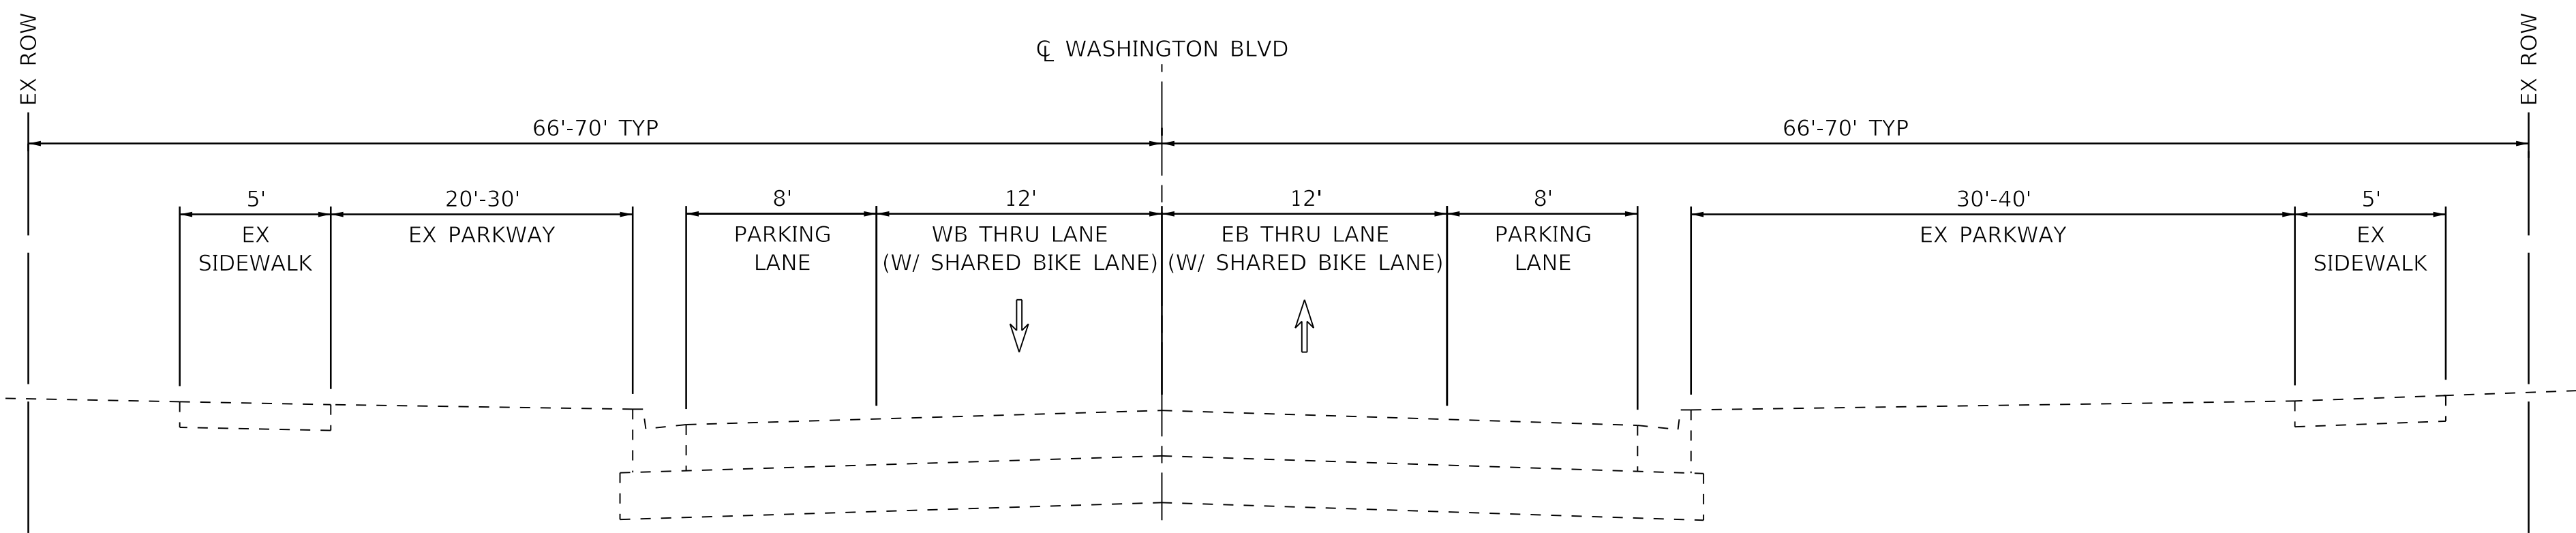 EX ROW
℄ WASHINGTON BLVD
EX ROW
66'-70' TYP
66'-70' TYP
5'
20'-30'
8'
12'
12'
8'
30'-40'
5'
EX
SIDEWALK
EX PARKWAY
PARKING
LANE
WB THRU LANE
(W/ SHARED BIKE LANE)
EB THRU LANE
(W/ SHARED BIKE LANE)
PARKING
LANE
EX PARKWAY
EX
SIDEWALK